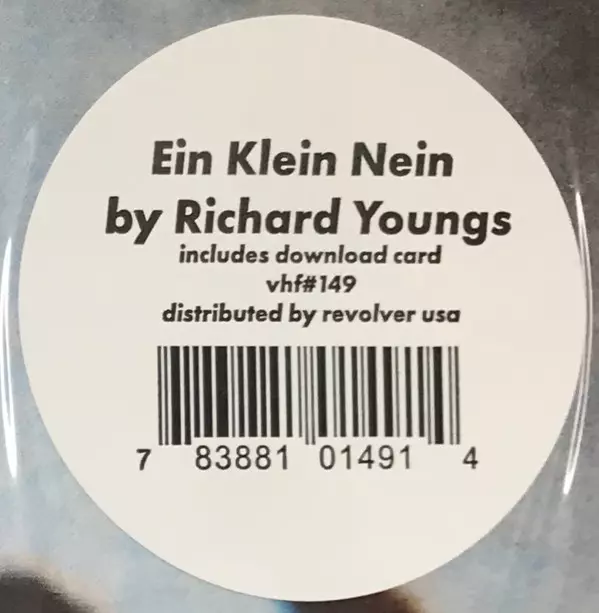 Ein Klein Nein
by Richard Youngs
includes download card
vhf#149
distributed by revolver usa
7 83881 01491 4